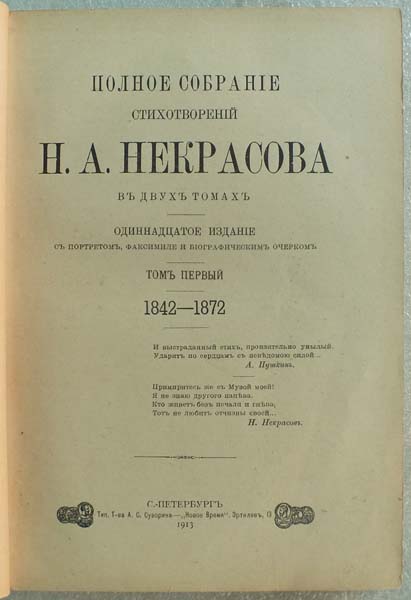 ПОЛНОЕ СОБРАНІЕ
СТИХОТВОРЕНІЙ
Н. А. НЕКРАСОВА
ВЪ ДВУХЪ ТОМАХЪ
ОДИННАДЦАТОЕ ИЗДАНІЕ
СЪ ПОРТРЕТОМЪ, ФАКСИМИЛЕ И БІОГРАФИЧЕСКИМЪ ОЧЕРКОМЪ
ТОМЪ ПЕРВЫЙ
1842—1872
И выстраданный стихъ, пронзительно унылый,
Ударитъ по сердцамъ съ невѣдомою силой...
А. Пушкинъ.
Примиритесь же съ Музой моей!
Я не знаю другого напѣва.
Кто живетъ безъ печали и гнѣва,
Тотъ не любитъ отчизны своей...
Н. Некрасовъ.
С.-ПЕТЕРБУРГЪ
Тип. Т-ва А. С. Суворина — „Новое Время“. Эртелевъ, 13
1913